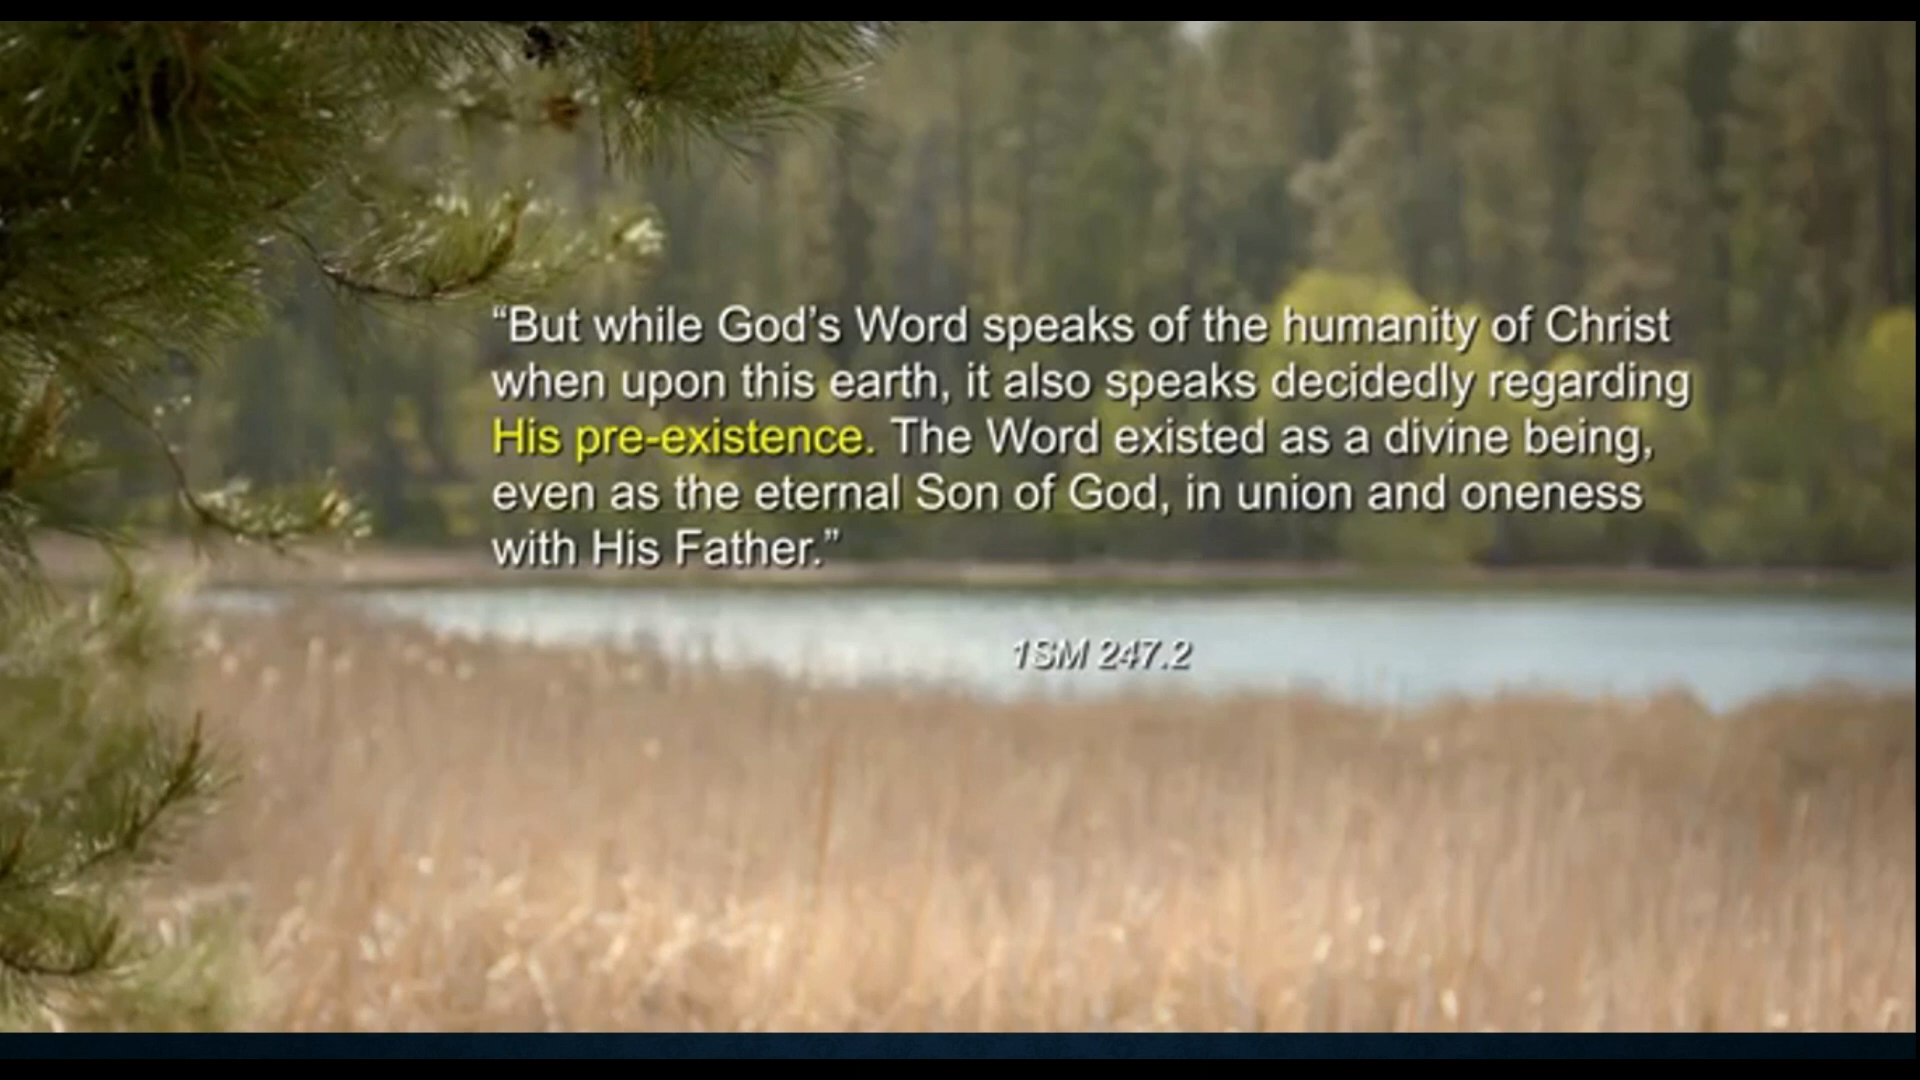 “But while God’s Word speaks of the humanity of Christ
when upon this earth, it also speaks decidedly regarding
His pre-existence. The Word existed as a divine being,
even as the eternal Son of God, in union and oneness
with His Father.”
1SM 247.2